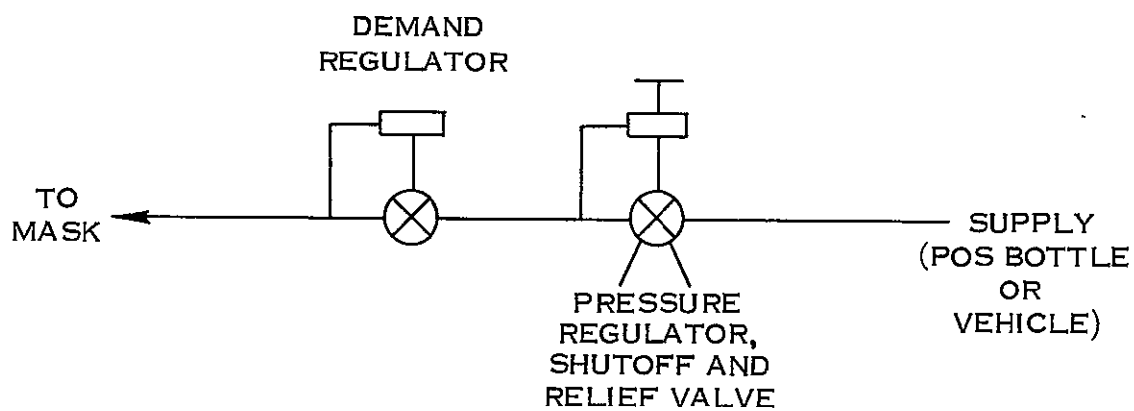 DEMAND
REGULATOR
TO
MASK
SUPPLY
(POS BOTTLE
OR
VEHICLE)
PRESSURE
REGULATOR,
SHUTOFF AND
RELIEF VALVE